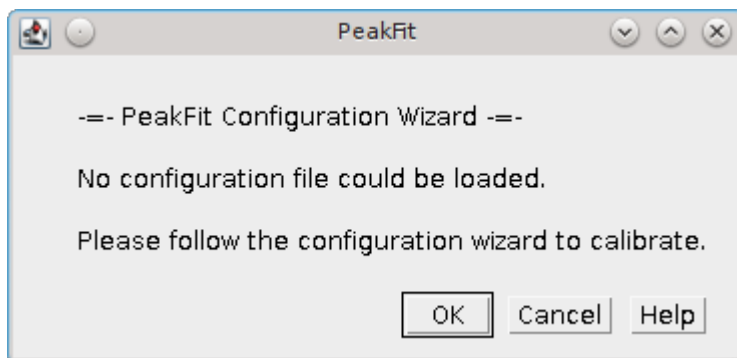 PeakFit
-=- PeakFit Configuration Wizard -=-
No configuration file could be loaded.
Please follow the configuration wizard to calibrate.
OK Cancel Help